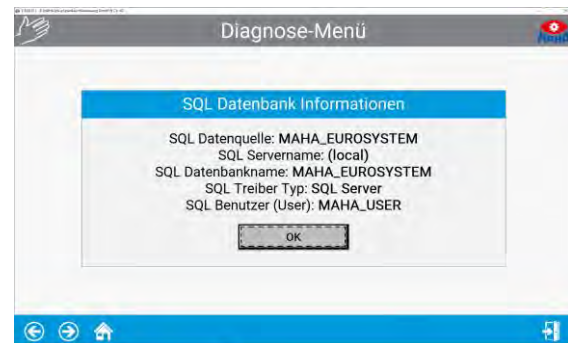 Diagnose-Menü
MAHA
SQL Datenbank Informationen
SQL Datenquelle: MAHA_EUROSYSTEM
SQL Servername: (local)
SQL Datenbankname: MAHA_EUROSYSTEM
SQL Treiber Typ: SQL Server
SQL Benutzer (User): MAHA_USER
OK